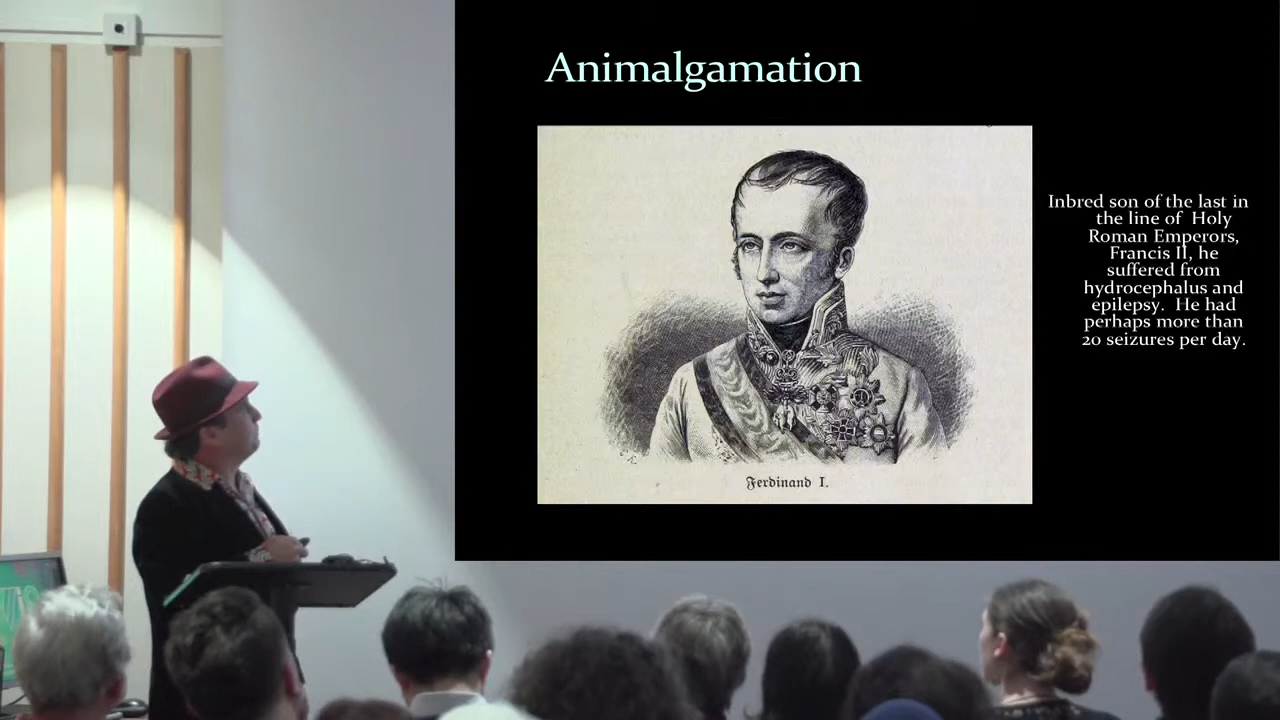 Animalgamation
Inbred son of the last in
the line of Holy
Roman Emperors,
Francis II, he
suffered from
hydrocephalus and
epilepsy. He had
perhaps more than
20 seizures per day.
Ferdinand I.